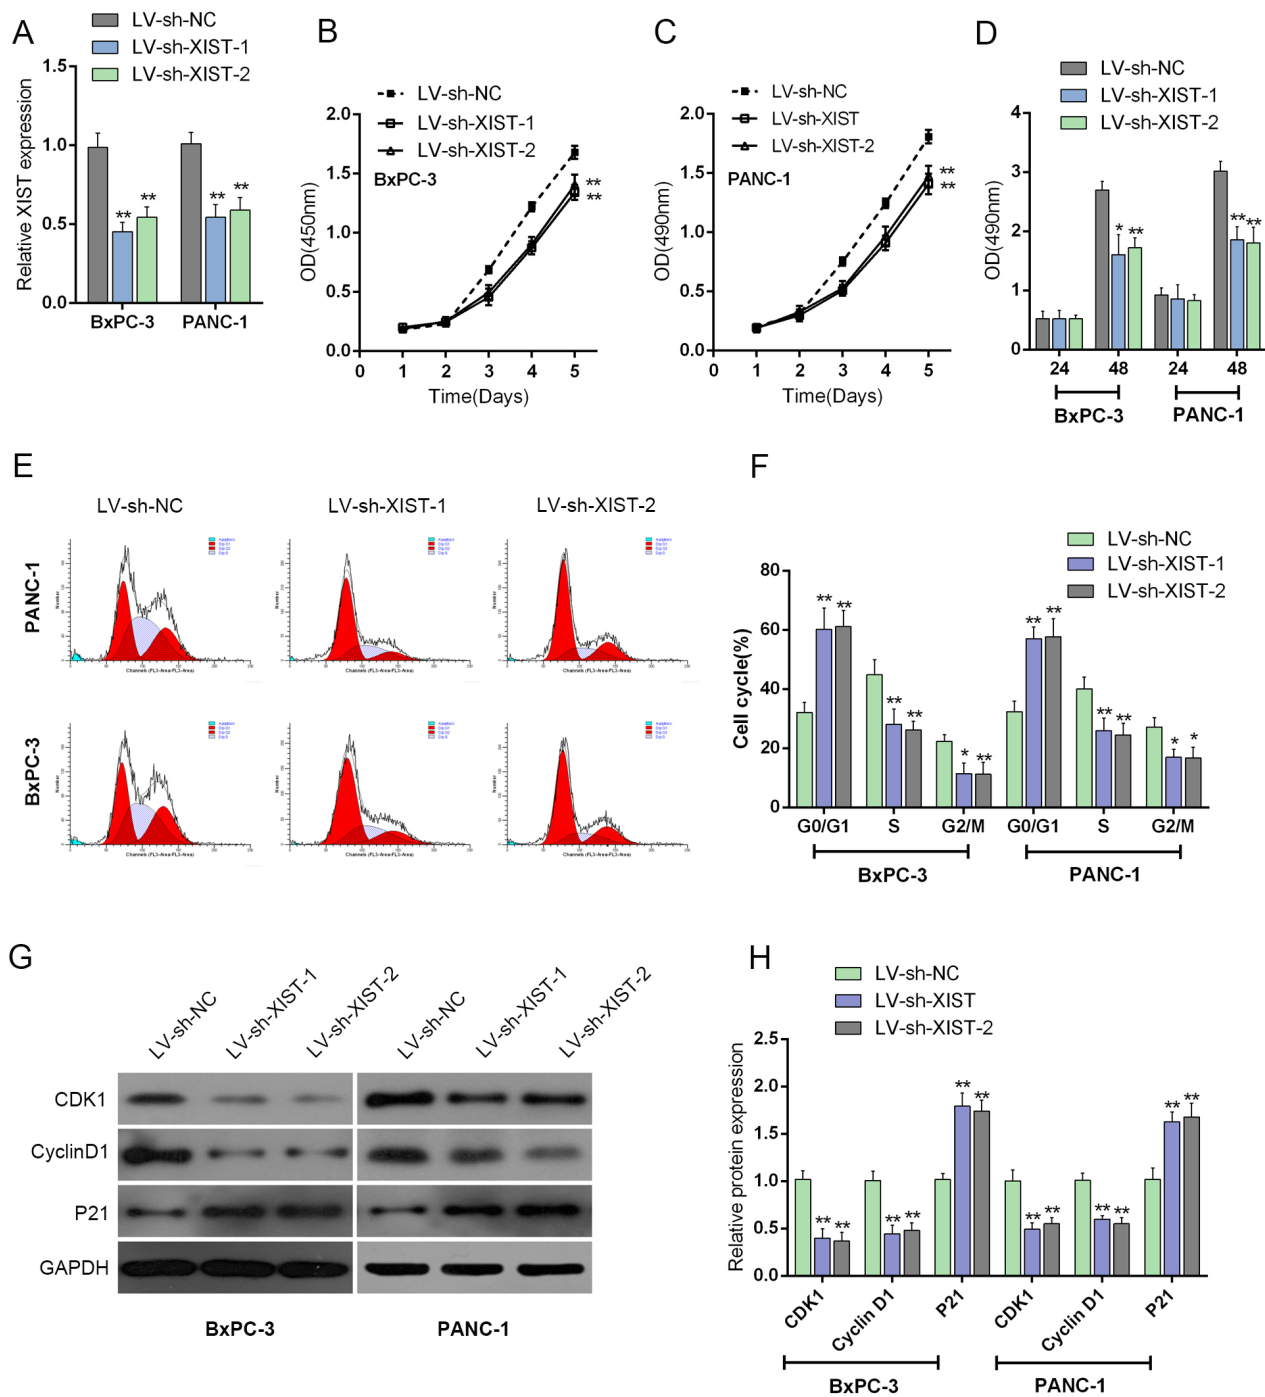 A
LV-sh-NC
LV-sh-XIST-1
LV-sh-XIST-2
Relative XIST expression
1.5
1.0
0.5
0.0
** ** ** **
BxPC-3 PANC-1
B
LV-sh-NC
LV-sh-XIST-1
LV-sh-XIST-2
BxPC-3
OD(450nm)
2.0
1.5
1.0
0.5
0.0
**
**
0 1 2 3 4 5
Time(Days)
C
LV-sh-NC
LV-sh-XIST
LV-sh-XIST-2
PANC-1
OD(490nm)
2.0
1.5
1.0
0.5
0.0
**
**
0 1 2 3 4 5
Time(Days)
D
LV-sh-NC
LV-sh-XIST-1
LV-sh-XIST-2
OD(490nm)
4
3
2
1
0
* ** ** **
24 48 24 48
BxPC-3 PANC-1
E
LV-sh-NC LV-sh-XIST-1 LV-sh-XIST-2
PANC-1
BxPC-3
F
LV-sh-NC
LV-sh-XIST-1
LV-sh-XIST-2
Cell cycle(%)
80
60
40
20
0
** ** ** ** * ** ** ** ** ** * *
G0/G1 S G2/M G0/G1 S G2/M
BxPC-3 PANC-1
G
LV-sh-NC LV-sh-XIST-1 LV-sh-XIST-2 LV-sh-NC LV-sh-XIST-1 LV-sh-XIST-2
CDK1
CyclinD1
P21
GAPDH
BxPC-3 PANC-1
H
LV-sh-NC
LV-sh-XIST
LV-sh-XIST-2
Relative protein expression
2.5
2.0
1.5
1.0
0.5
0.0
** ** ** ** ** ** ** ** ** ** ** **
CDK1 Cyclin D1 P21 CDK1 Cyclin D1 P21
BxPC-3 PANC-1